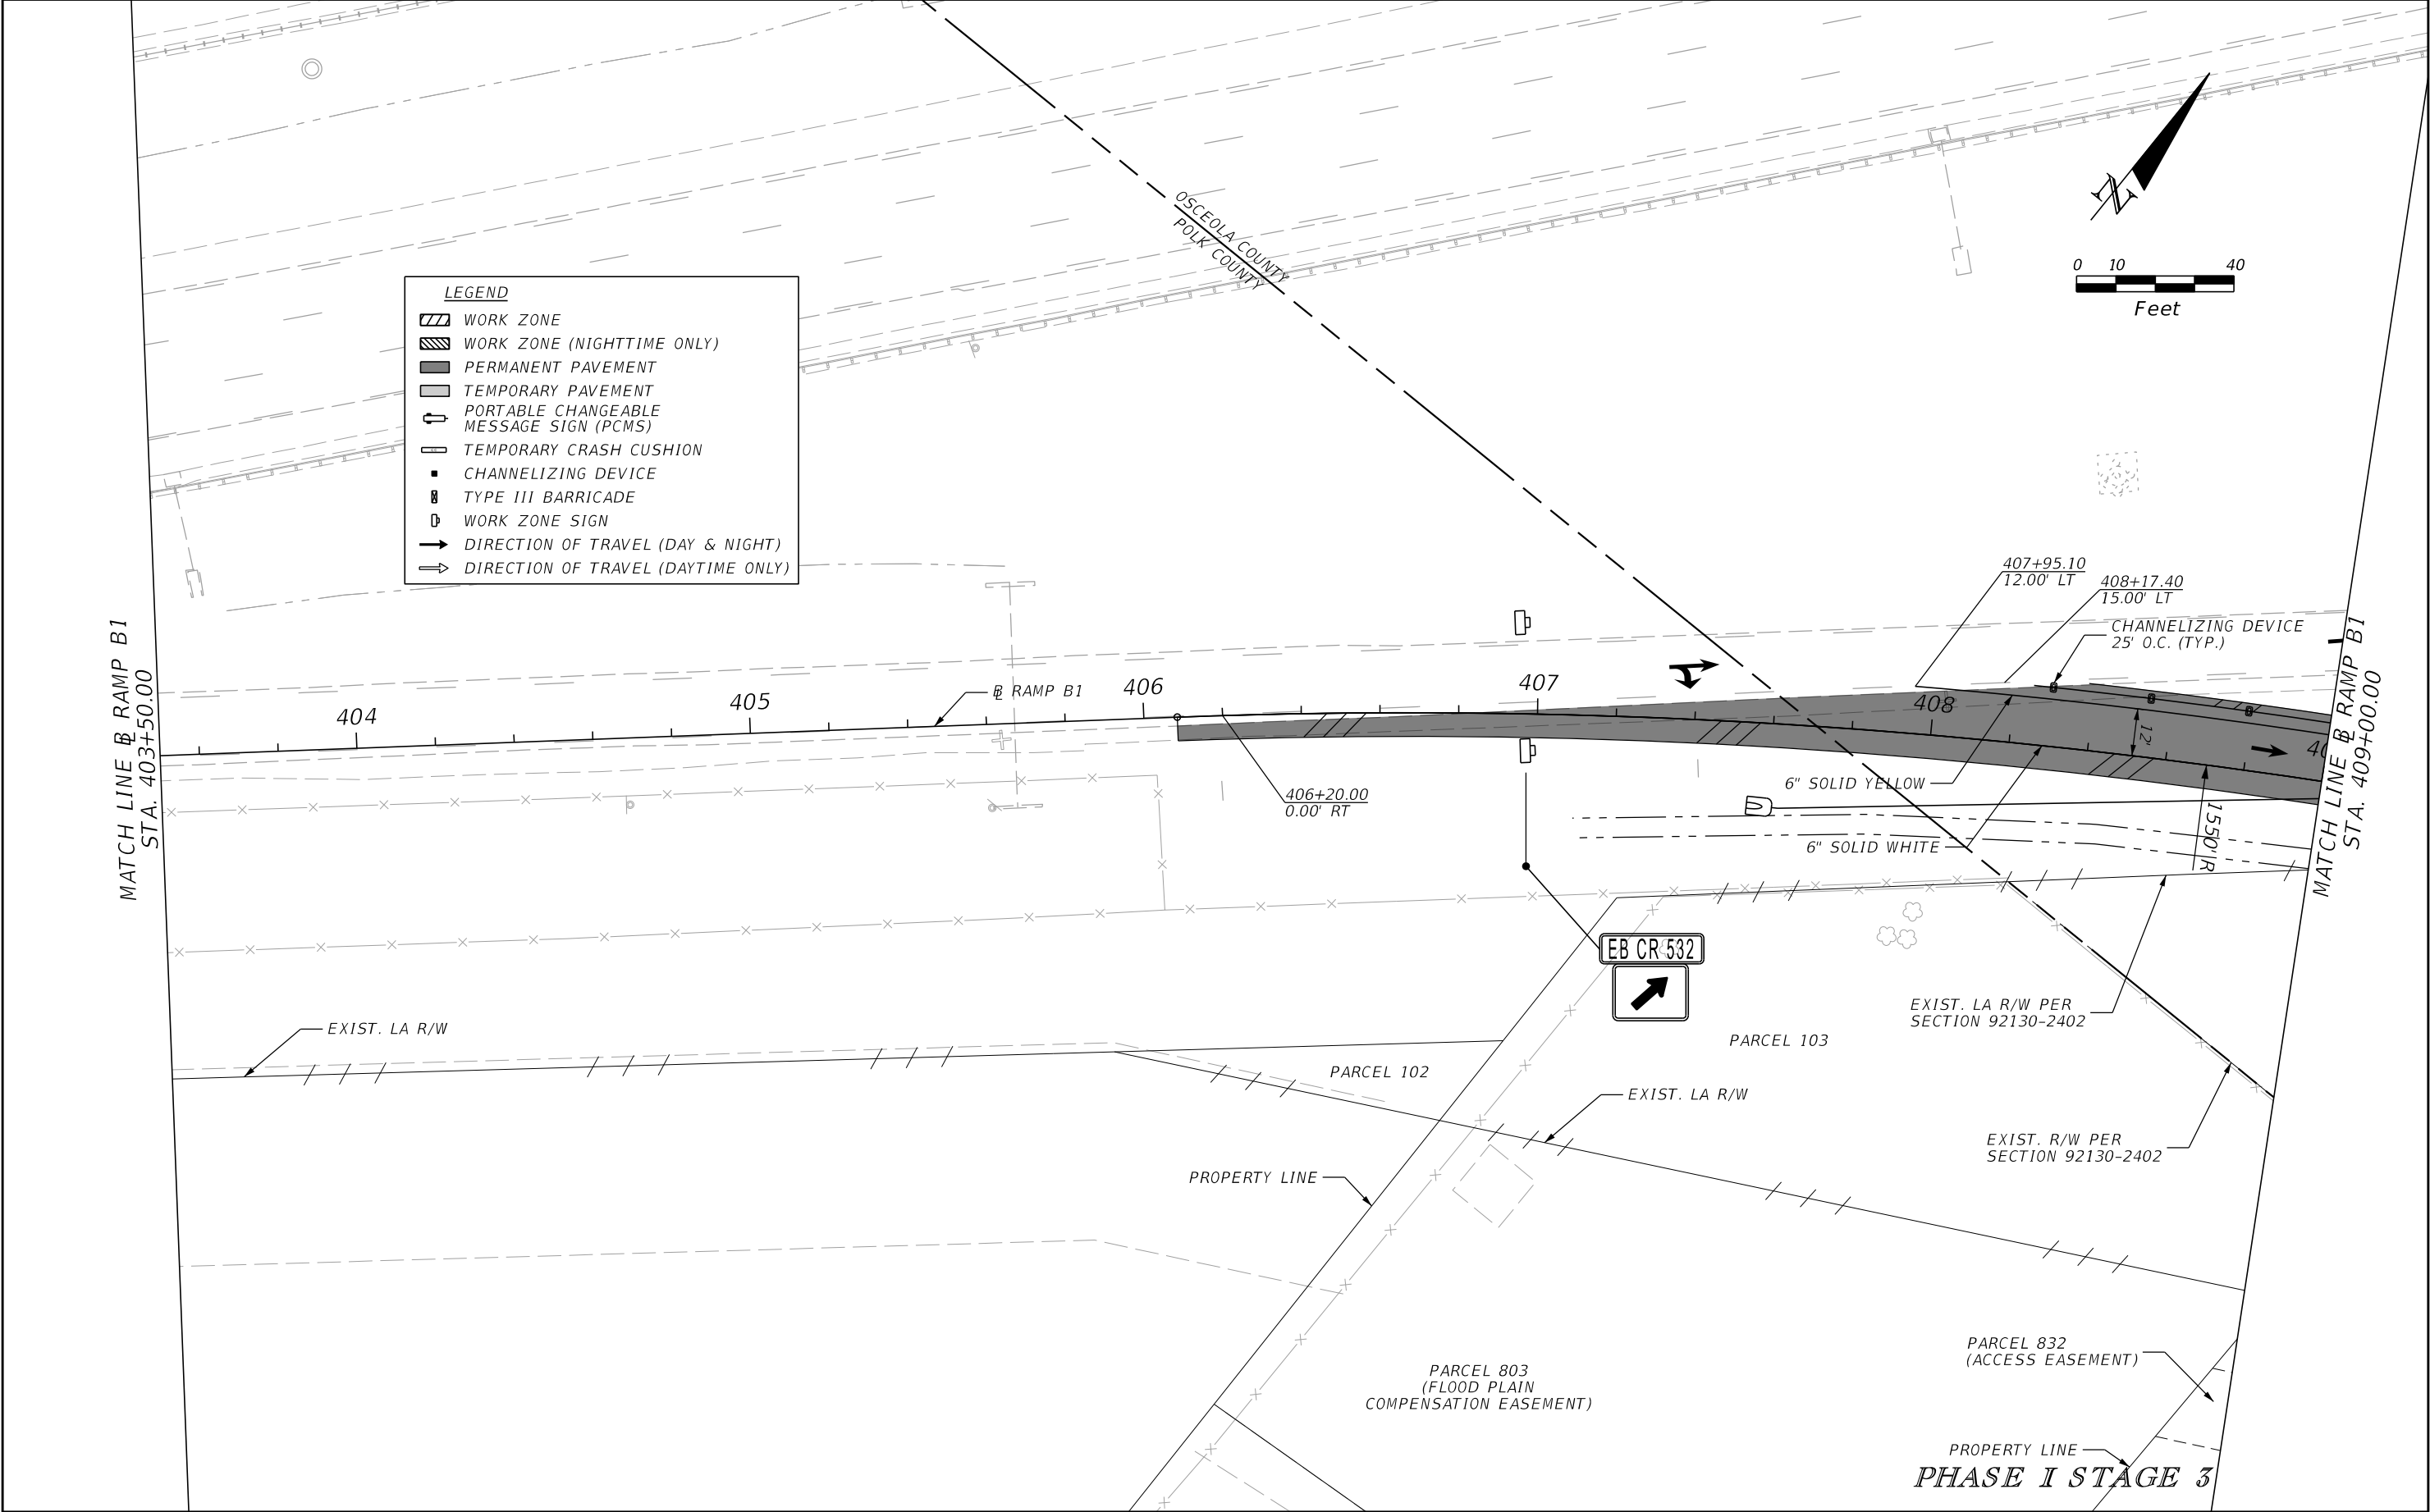 OSCEOLA COUNTY
POLK COUNTY
0 10 40
Feet
LEGEND
WORK ZONE
WORK ZONE (NIGHTTIME ONLY)
PERMANENT PAVEMENT
TEMPORARY PAVEMENT
PORTABLE CHANGEABLE
MESSAGE SIGN (PCMS)
TEMPORARY CRASH CUSHION
CHANNELIZING DEVICE
TYPE III BARRICADE
WORK ZONE SIGN
DIRECTION OF TRAVEL (DAY & NIGHT)
DIRECTION OF TRAVEL (DAYTIME ONLY)
MATCH LINE ℄ RAMP B1
STA. 403+50.00
404
405
℄ RAMP B1
406
407
408
407+95.10
12.00' LT
408+17.40
15.00' LT
CHANNELIZING DEVICE
25' O.C. (TYP.)
12'
MATCH LINE ℄ RAMP B1
STA. 409+00.00
406+20.00
0.00' RT
6" SOLID YELLOW
6" SOLID WHITE
1550' R
EB CR 532
EXIST. LA R/W
EXIST. LA R/W PER
SECTION 92130-2402
PARCEL 103
PARCEL 102
EXIST. LA R/W
EXIST. R/W PER
SECTION 92130-2402
PROPERTY LINE
PARCEL 803
(FLOOD PLAIN
COMPENSATION EASEMENT)
PARCEL 832
(ACCESS EASEMENT)
PROPERTY LINE
PHASE I STAGE 3